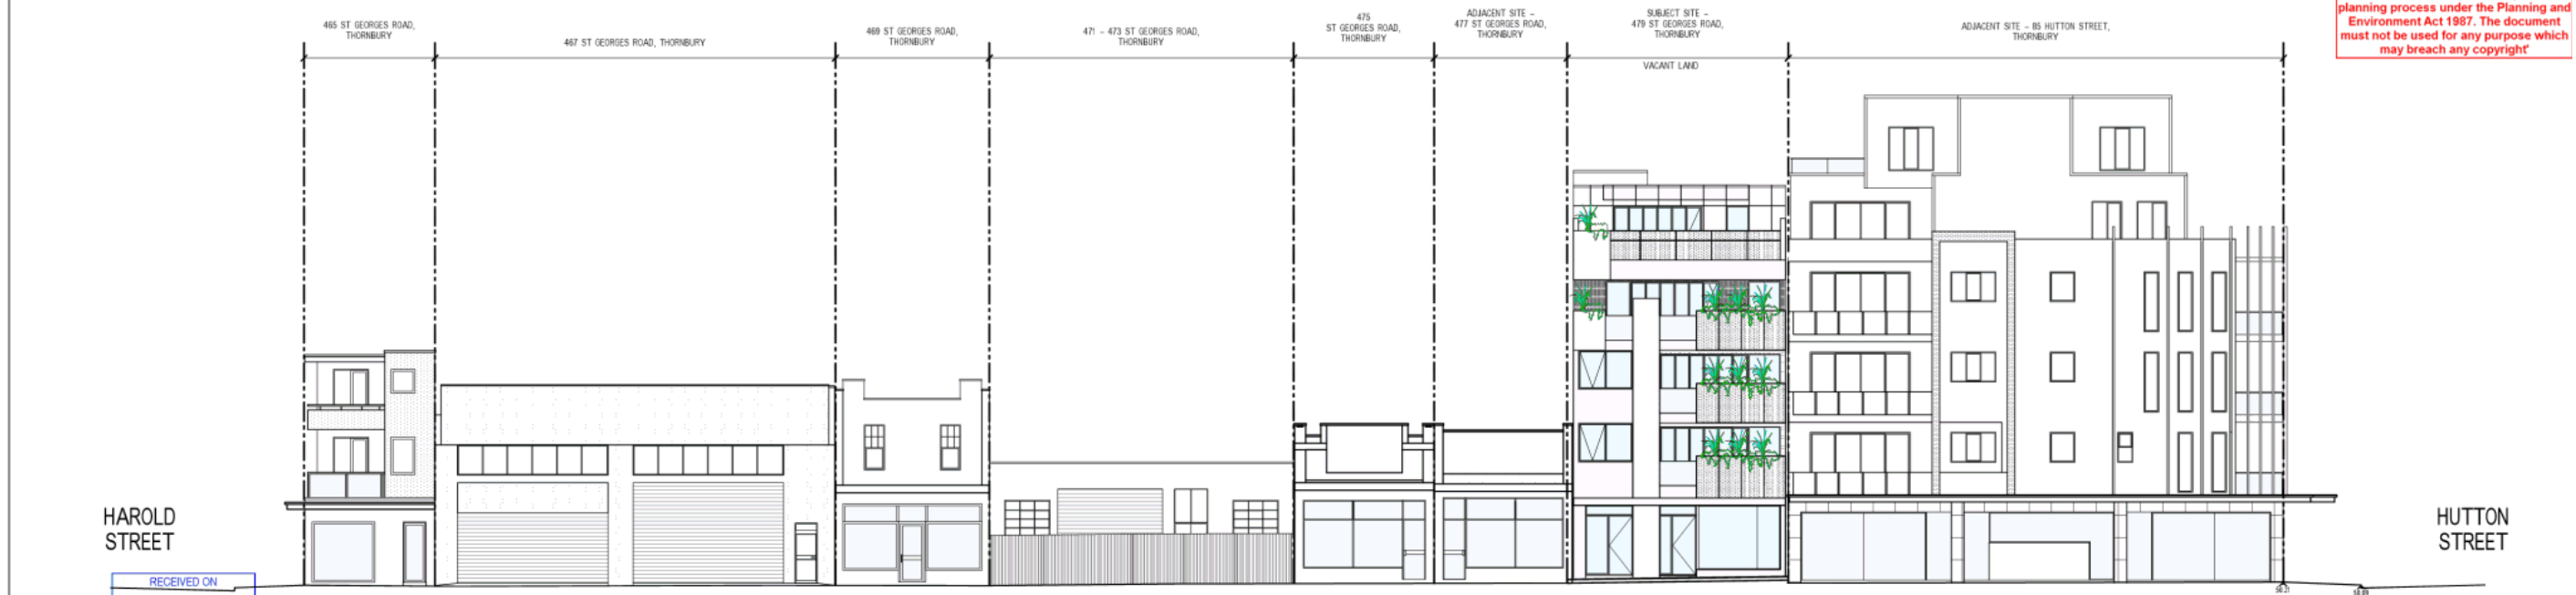 planning process under the Planning and
Environment Act 1987. The document
must not be used for any purpose which
may breach any copyright'
465 ST GEORGES ROAD,
THORNBURY
467 ST GEORGES ROAD, THORNBURY
469 ST GEORGES ROAD,
THORNBURY
471 - 473 ST GEORGES ROAD,
THORNBURY
475
ST GEORGES ROAD,
THORNBURY
ADJACENT SITE -
477 ST GEORGES ROAD,
THORNBURY
SUBJECT SITE -
479 ST GEORGES ROAD,
THORNBURY
VACANT LAND
ADJACENT SITE - 85 HUTTON STREET,
THORNBURY
HAROLD
STREET
HUTTON
STREET
RECEIVED ON